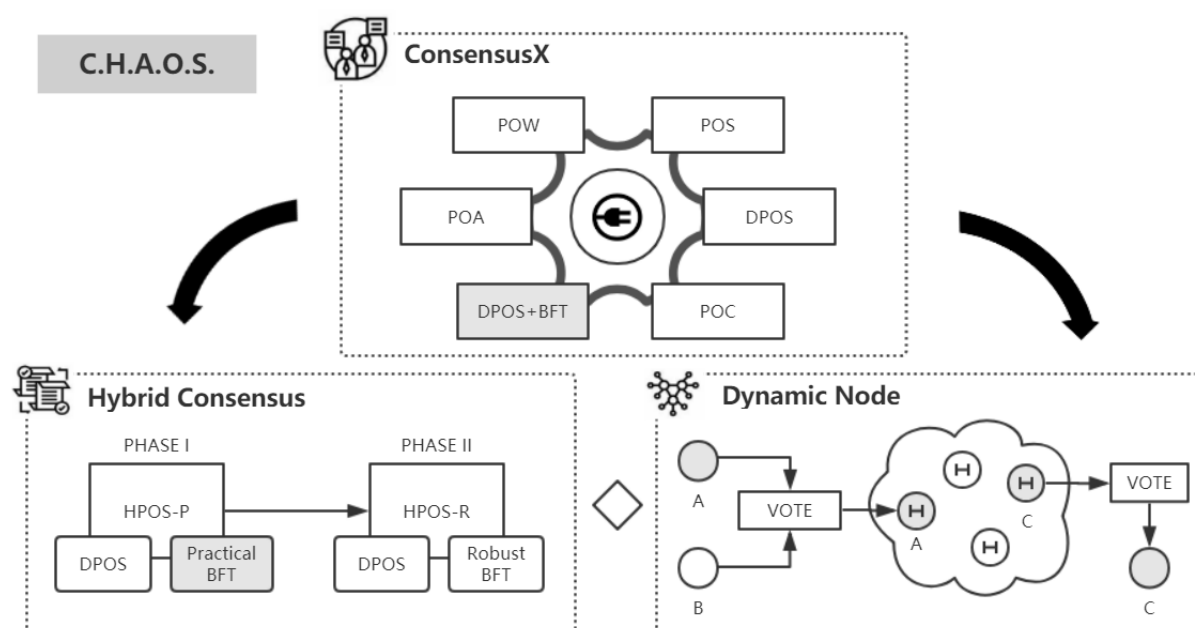 C.H.A.O.S.
ConsensusX
POW
POS
POA
DPOS
DPOS+BFT
POC
Hybrid Consensus
PHASE I
PHASE II
HPOS-P
HPOS-R
DPOS
Practical
BFT
DPOS
Robust
BFT
Dynamic Node
A
VOTE
B
H
H
A
H
C
H
VOTE
C